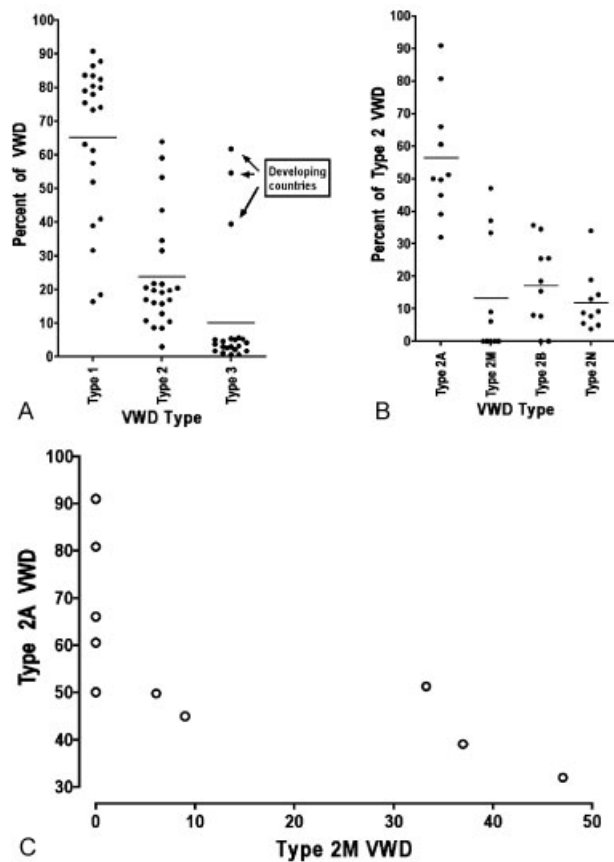 100
90
80
70
60
50
40
30
20
10
0
Percent of VWD
Developing
countries
Type 1
Type 2
Type 3
VWD Type
A
100
90
80
70
60
50
40
30
20
10
0
Percent of Type 2 VWD
Type 2A
Type 2M
Type 2B
Type 2N
VWD Type
B
100
90
80
70
60
50
40
30
Type 2A VWD
0 10 20 30 40 50
Type 2M VWD
C